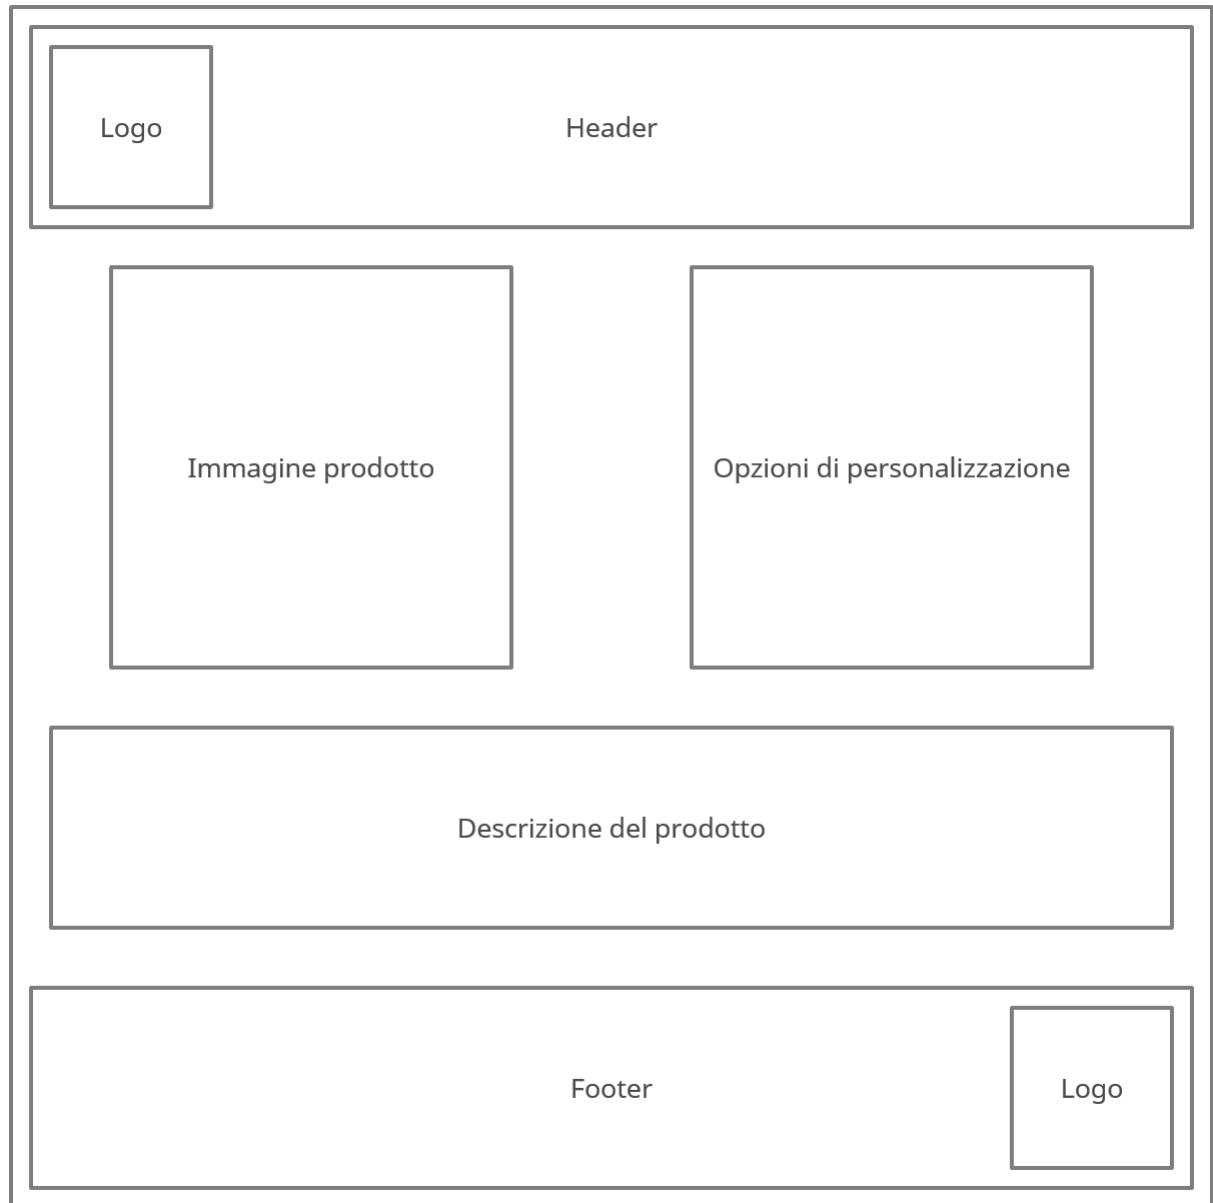 Logo
Header
Immagine prodotto
Opzioni di personalizzazione
Descrizione del prodotto
Footer
Logo